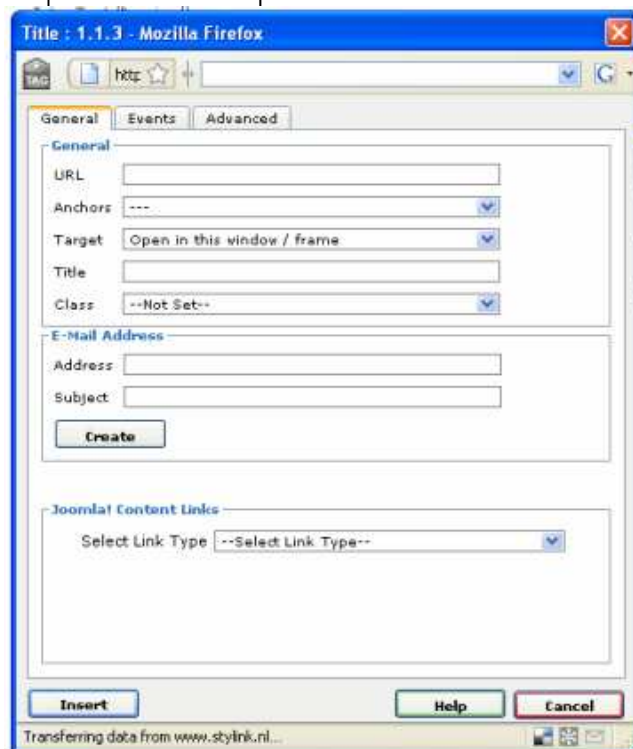 Title : 1.1.3 - Mozilla Firefox
TAG http
General Events Advanced
General
URL
Anchors ---
Target Open in this window / frame
Title
Class --Not Set--
E-Mail Address
Address
Subject
Create
Joomla! Content Links
Select Link Type --Select Link Type--
Insert Help Cancel
Transferring data from www.stylink.nl...